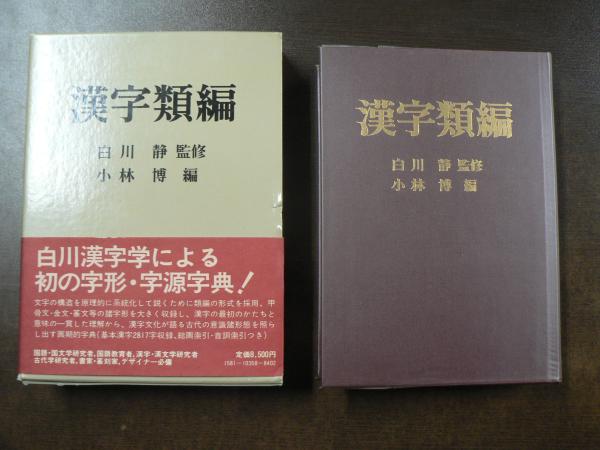 漢字類編
白川 静 監修
小林 博 編
白川漢字学による
初の字形・字源字典!
文字の構造を原理的に系統化して説くために類編の形式を採用、甲
骨文・金文・篆文等の諸字形を大きく収録し、漢字の最初のかたちと
意味の一貫した理解から、漢字文化が語る古代の意識諸形態を照ら
し出す画期的字典(基本漢字2817字収録、総画索引・音訓索引つき)
国語・国文学研究者、国語教育者、漢字・漢文学研究者
古代学研究者、書家・篆刻家、デザイナー必備
定価8,500円
1581-10358-8402
漢字類編
白川 静 監修
小林 博 編